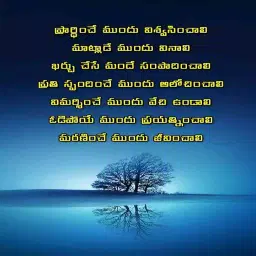 ప్రార్ధించే ముందు విశ్వసించాలి
మాట్లాడే ముందు వినాలి
ఖర్చు చేసే ముందే సంపాదించాలి
ప్రతి స్పందించే ముందు ఆలోచించాలి
విమర్శించే ముందు వేచి ఉండాలి
ఓడిపోయే ముందు ప్రయత్నించాలి
మరణించే ముందు జీవించాలి